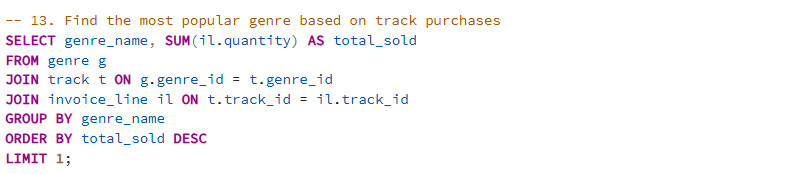 -- 13. Find the most popular genre based on track purchases
SELECT genre_name, SUM(il.quantity) AS total_sold
FROM genre g
JOIN track t ON g.genre_id = t.genre_id
JOIN invoice_line il ON t.track_id = il.track_id
GROUP BY genre_name
ORDER BY total_sold DESC
LIMIT 1;